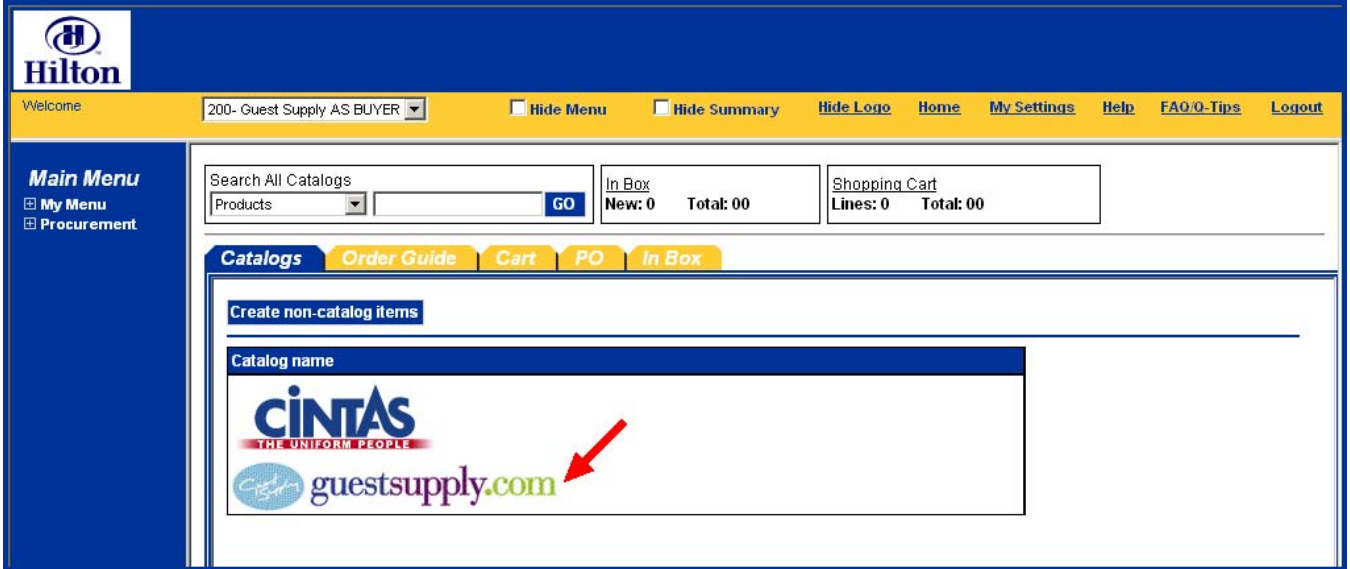 Hilton
Welcome 200- Guest Supply AS BUYER Hide Menu Hide Summary Hide Logo Home My Settings Help FAQ/Q-Tips Logout
Main Menu
My Menu
Procurement
Search All Catalogs
Products GO
In Box
New: 0 Total: 00
Shopping Cart
Lines: 0 Total: 00
Catalogs Order Guide Cart PO In Box
Create non-catalog items
Catalog name
CINTAS
THE UNIFORM PEOPLE
guestsupply.com